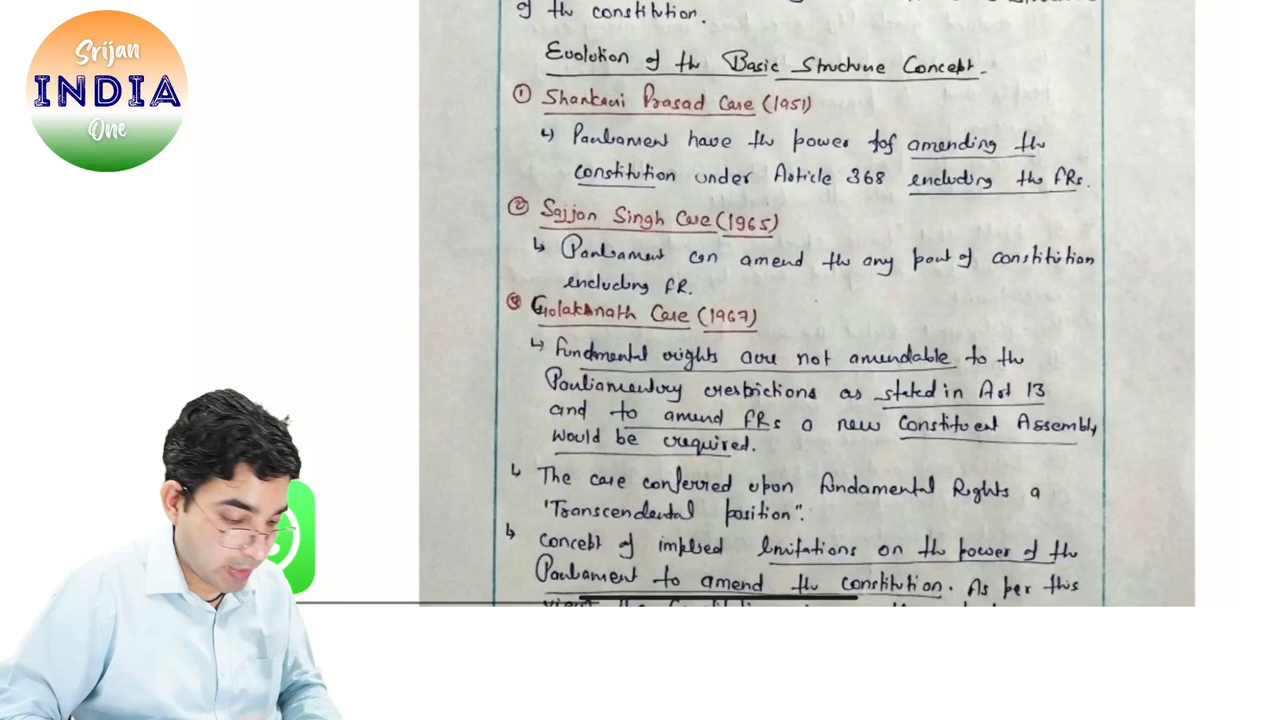 Srijan
INDIA
One
of the constitution.
Evolution of the Basic Structure Concept.
① Shankari Prasad Case (1951)
↳ Parliament have the power of amending the
constitution under Article 368 including the FRs.
② Sajjan Singh Case (1965)
↳ Parliament can amend the any part of constitution
including FR.
③ Golaknath Case (1967)
↳ Fundmental rights are not amendable to the
Parliamentary restrictions as stated in Art 13
and to amend FRs a new Constituent Assembly
would be required.
↳ The case conferred upon Fundamental Rights a
'Transcendental position".
↳ Concept of implied limitations on the power of the
Parliament to amend the constitution. As per this